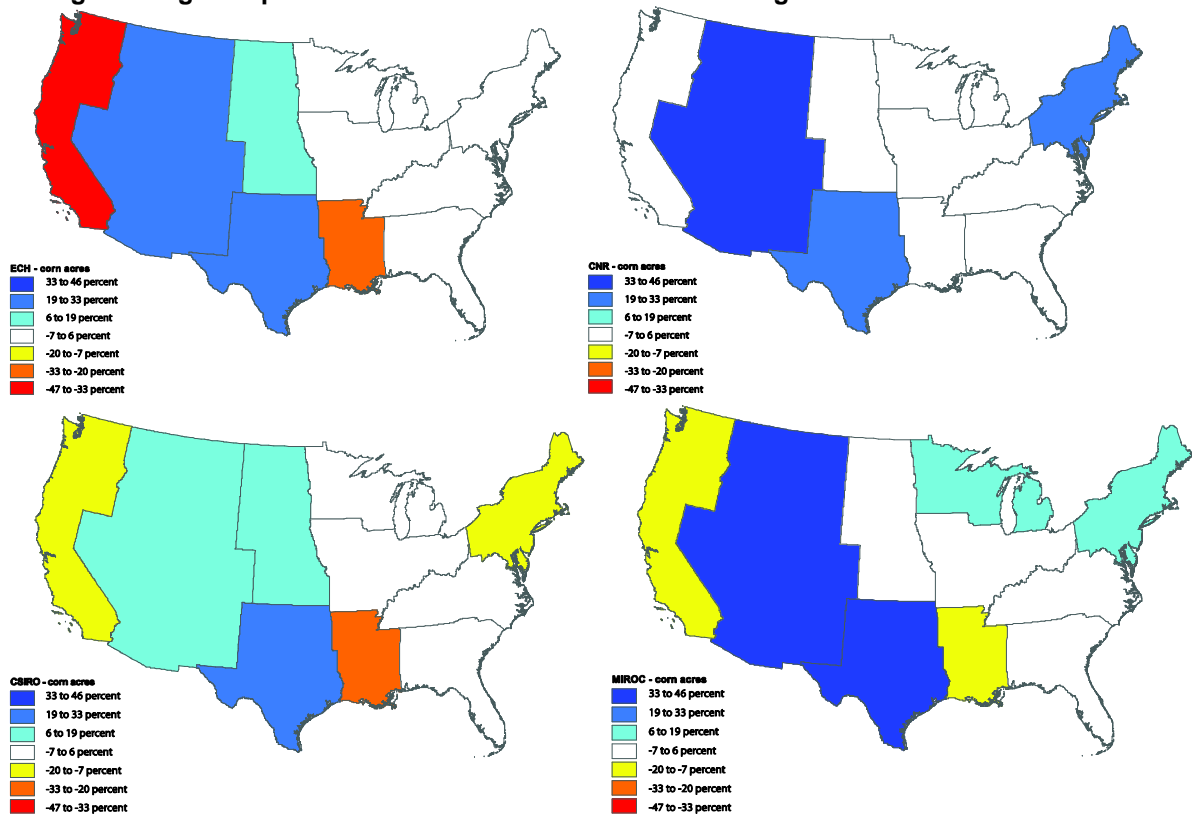 ECH - corn acres
33 to 46 percent
19 to 33 percent
6 to 19 percent
-7 to 6 percent
-20 to -7 percent
-33 to -20 percent
-47 to -33 percent
CNR - corn acres
33 to 46 percent
19 to 33 percent
6 to 19 percent
-7 to 6 percent
-20 to -7 percent
-33 to -20 percent
-47 to -33 percent
CSIRO - corn acres
33 to 46 percent
19 to 33 percent
6 to 19 percent
-7 to 6 percent
-20 to -7 percent
-33 to -20 percent
-47 to -33 percent
MIROC - corn acres
33 to 46 percent
19 to 33 percent
6 to 19 percent
-7 to 6 percent
-20 to -7 percent
-33 to -20 percent
-47 to -33 percent